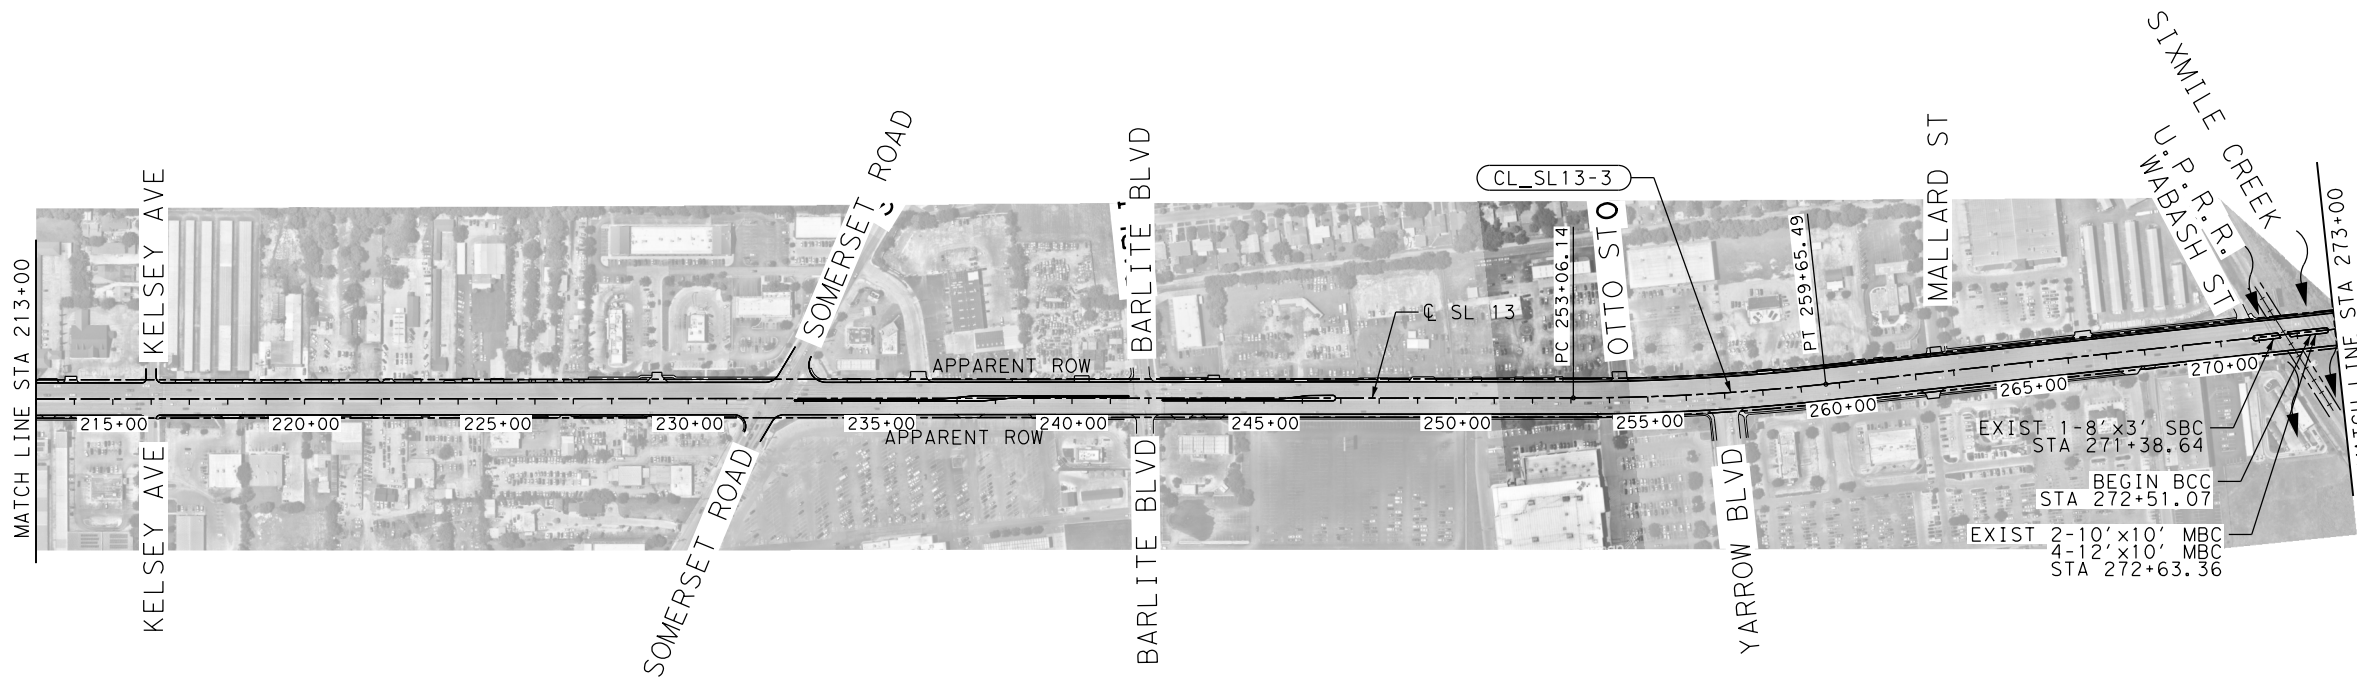 SIXMILE CREEK
U.P.R.R.
WABASH ST
MALLARD ST
SOMERSET ROAD
BARLITE BLVD
KELSEY AVE
CL_SL13-3
OTTO ST
MATCH LINE STA 213+00
PC 253+06.14
PT 259+65.49
MATCH LINE STA 273+00
℄ SL 13
APPARENT ROW
215+00
220+00
225+00
230+00
235+00
240+00
245+00
250+00
255+00
260+00
265+00
270+00
APPARENT ROW
EXIST 1-8'x3' SBC
STA 271+38.64
BEGIN BCC
STA 272+51.07
EXIST 2-10'x10' MBC
4-12'x10' MBC
STA 272+63.36
KELSEY AVE
SOMERSET ROAD
BARLITE BLVD
YARROW BLVD